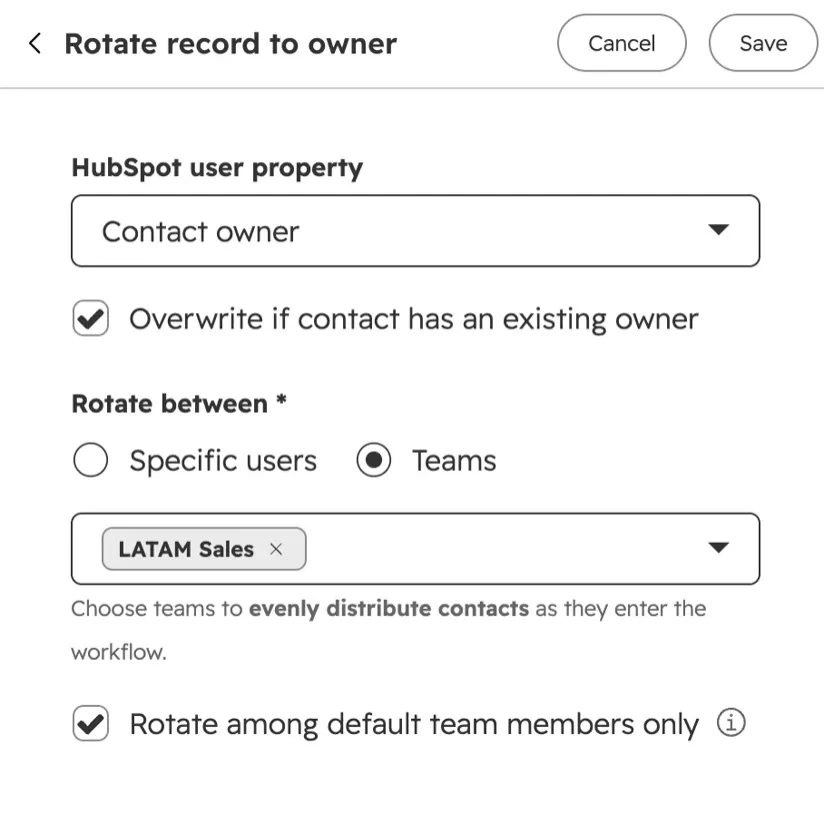 Rotate record to owner
Cancel
Save
HubSpot user property
Contact owner
Overwrite if contact has an existing owner
Rotate between *
Specific users
Teams
LATAM Sales ×
Choose teams to evenly distribute contacts as they enter the
workflow.
Rotate among default team members only